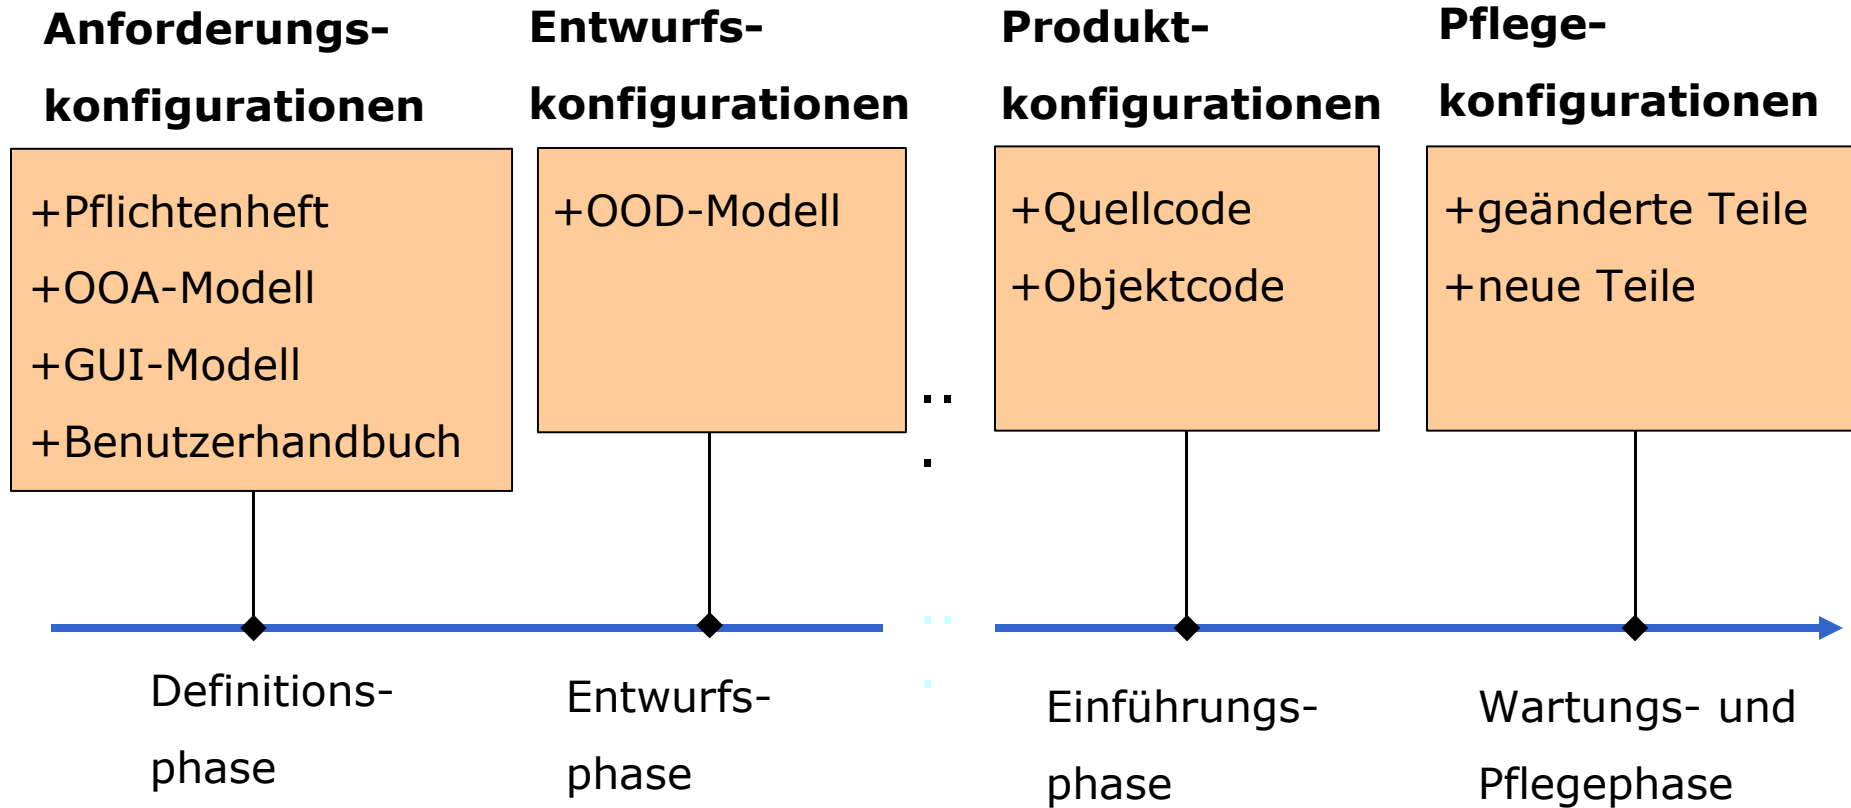 Anforderungs-
konfigurationen
+Pflichtenheft
+OOA-Modell
+GUI-Modell
+Benutzerhandbuch
Definitions-
phase
Entwurfs-
konfigurationen
+OOD-Modell
Entwurfs-
phase
..
.
..
.
Produkt-
konfigurationen
+Quellcode
+Objektcode
Einführungs-
phase
Pflege-
konfigurationen
+geänderte Teile
+neue Teile
Wartungs- und
Pflegephase